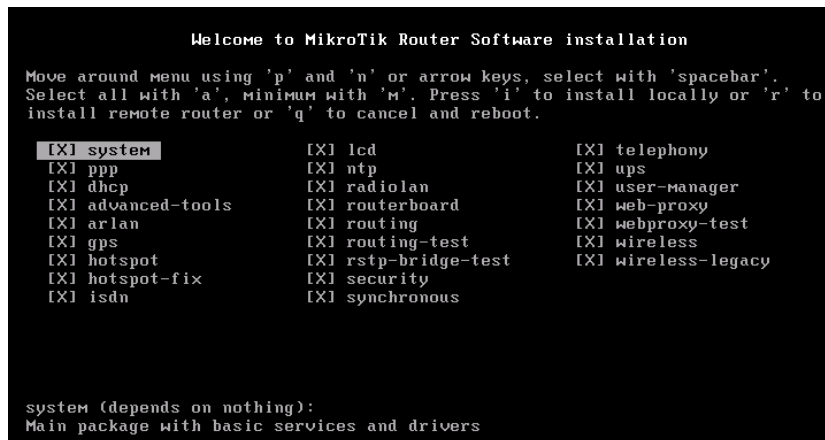 Welcome to MikroTik Router Software installation
Move around menu using 'p' and 'n' or arrow keys, select with 'spacebar'.
Select all with 'a', minimum with 'm'. Press 'i' to install locally or 'r' to
install remote router or 'q' to cancel and reboot.
[X] system [X] lcd [X] telephony
[X] ppp [X] ntp [X] ups
[X] dhcp [X] radiolan [X] user-manager
[X] advanced-tools [X] routerboard [X] web-proxy
[X] arlan [X] routing [X] webproxy-test
[X] gps [X] routing-test [X] wireless
[X] hotspot [X] rstp-bridge-test [X] wireless-legacy
[X] hotspot-fix [X] security
[X] isdn [X] synchronous
system (depends on nothing):
Main package with basic services and drivers